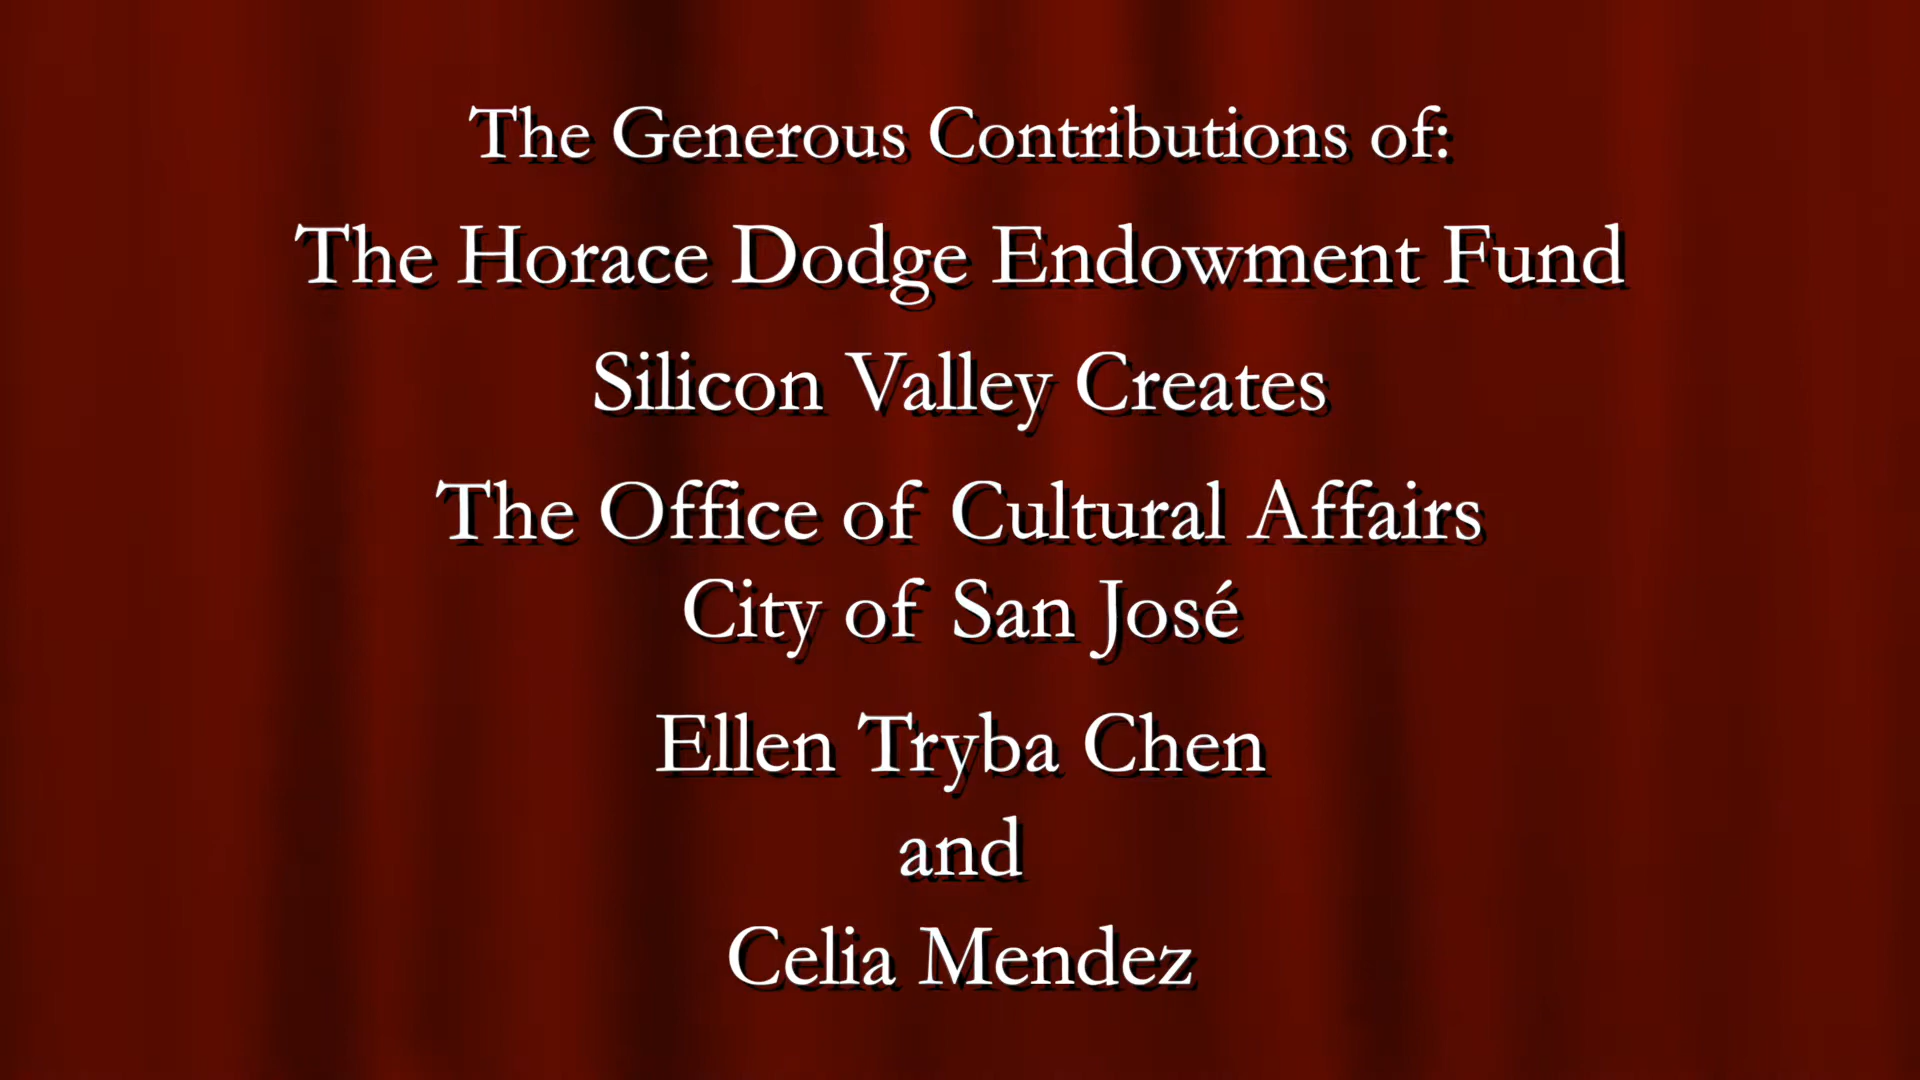 The Generous Contributions of:
The Horace Dodge Endowment Fund
Silicon Valley Creates
The Office of Cultural Affairs
City of San José
Ellen Tryba Chen
and
Celia Mendez